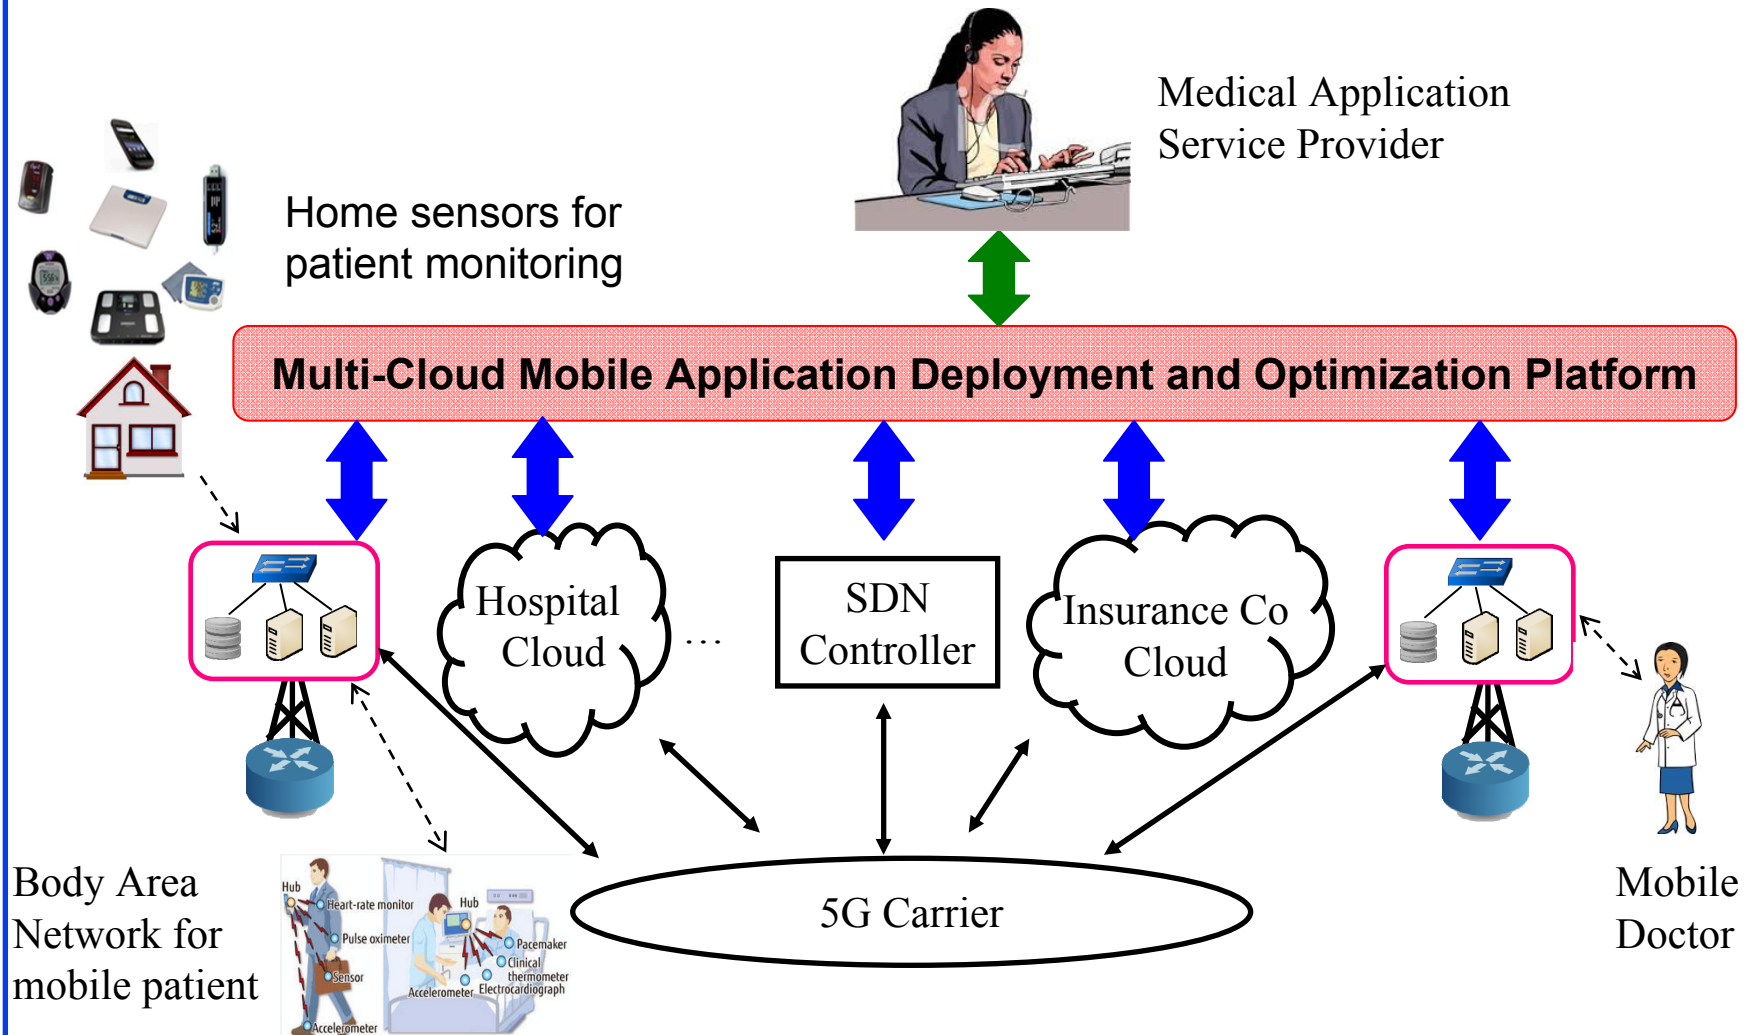 Medical Application
Service Provider
Home sensors for
patient monitoring
Multi-Cloud Mobile Application Deployment and Optimization Platform
Hospital
Cloud
...
SDN
Controller
Insurance Co
Cloud
5G Carrier
Body Area
Network for
mobile patient
Hub
Heart-rate monitor
Pulse oximeter
Sensor
Accelerometer
Hub
Pacemaker
Clinical
thermometer
Accelerometer
Electrocardiograph
Mobile
Doctor